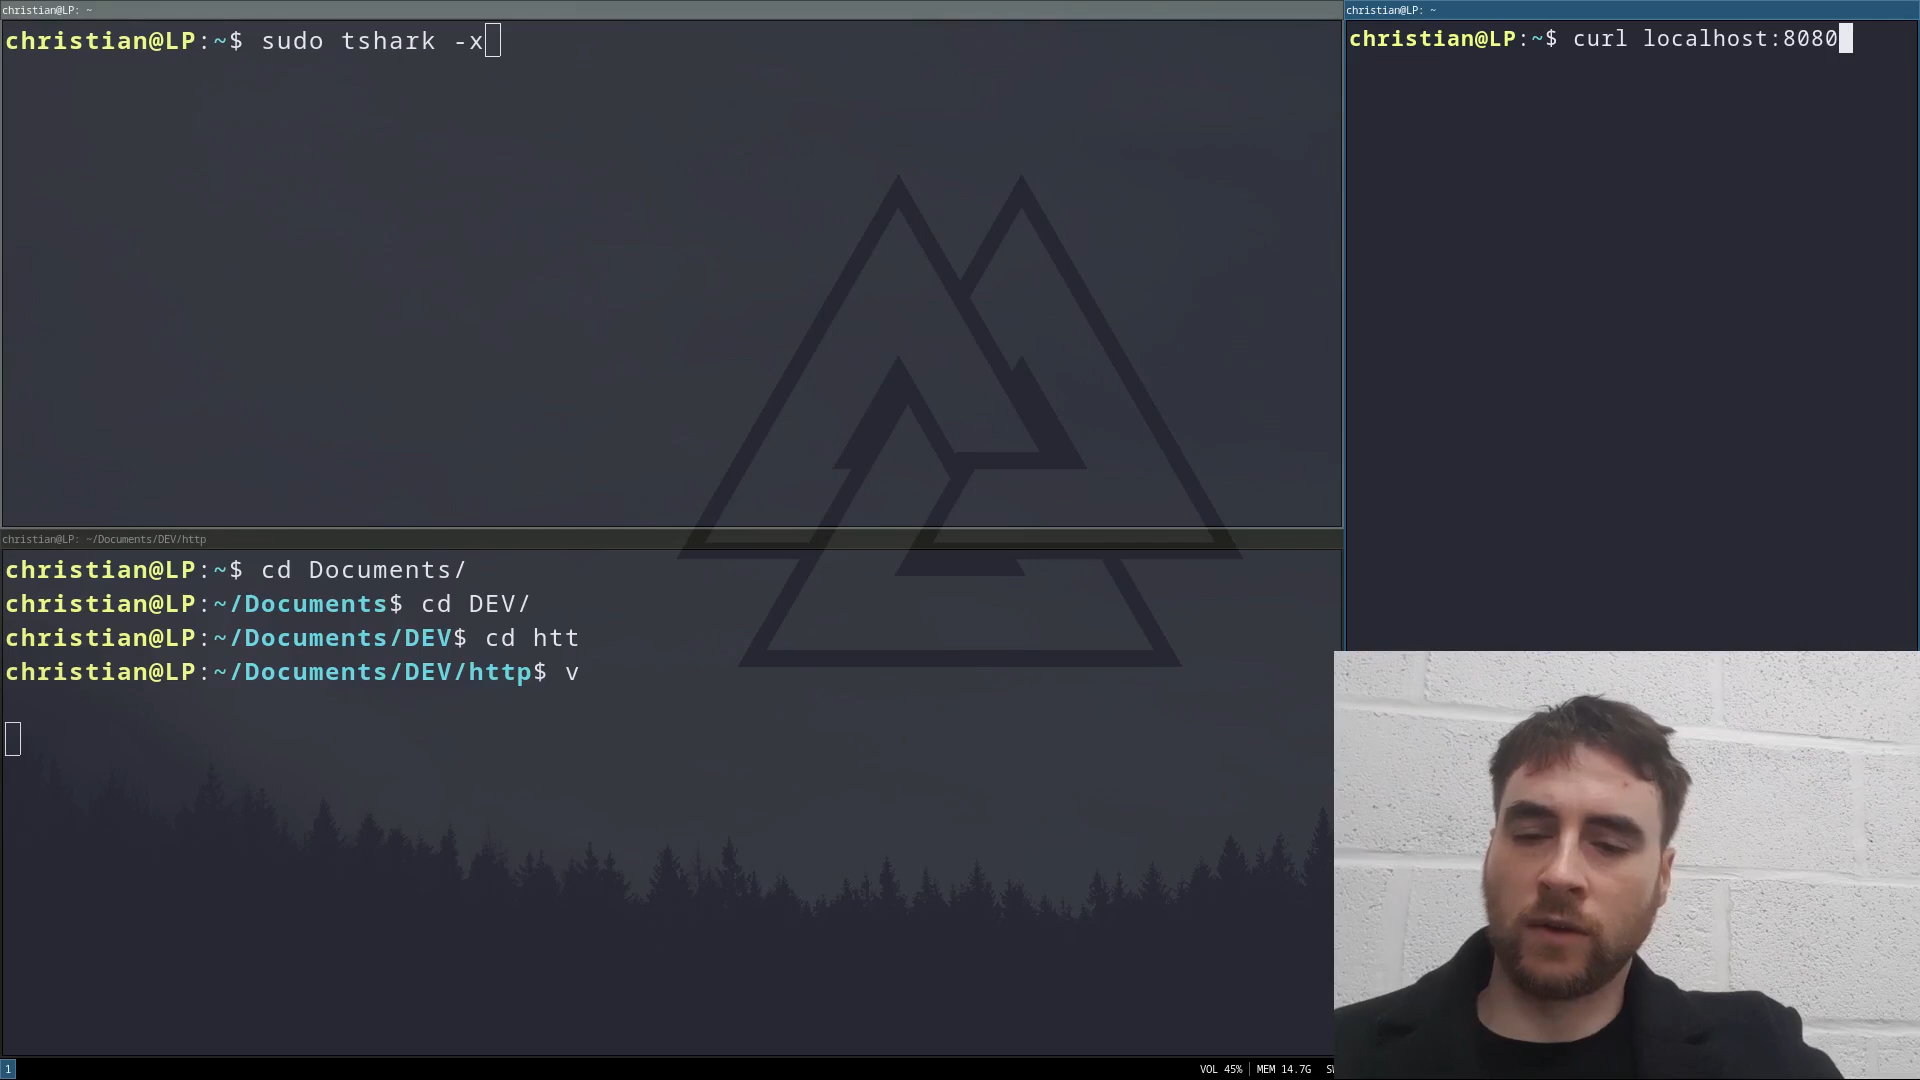 christian@LP: ~
christian@LP:~$ sudo tshark -x
christian@LP: ~
christian@LP:~$ curl localhost:8080
christian@LP: ~/Documents/DEV/http
christian@LP:~$ cd Documents/
christian@LP:~/Documents$ cd DEV/
christian@LP:~/Documents/DEV$ cd htt
christian@LP:~/Documents/DEV/http$ v
1
VOL 45% | MEM 14.7G